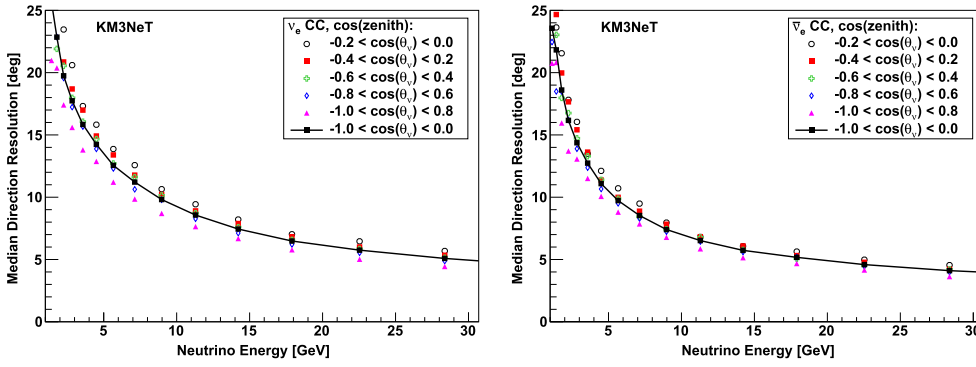 KM3NeT
ν_e CC, cos(zenith):
-0.2 < cos(θ_ν) < 0.0
-0.4 < cos(θ_ν) < 0.2
-0.6 < cos(θ_ν) < 0.4
-0.8 < cos(θ_ν) < 0.6
-1.0 < cos(θ_ν) < 0.8
-1.0 < cos(θ_ν) < 0.0
Median Direction Resolution [deg]
25
20
15
10
5
0
5 10 15 20 25 30
Neutrino Energy [GeV]
KM3NeT
ν̅_e CC, cos(zenith):
-0.2 < cos(θ_ν) < 0.0
-0.4 < cos(θ_ν) < 0.2
-0.6 < cos(θ_ν) < 0.4
-0.8 < cos(θ_ν) < 0.6
-1.0 < cos(θ_ν) < 0.8
-1.0 < cos(θ_ν) < 0.0
Median Direction Resolution [deg]
25
20
15
10
5
0
5 10 15 20 25 30
Neutrino Energy [GeV]